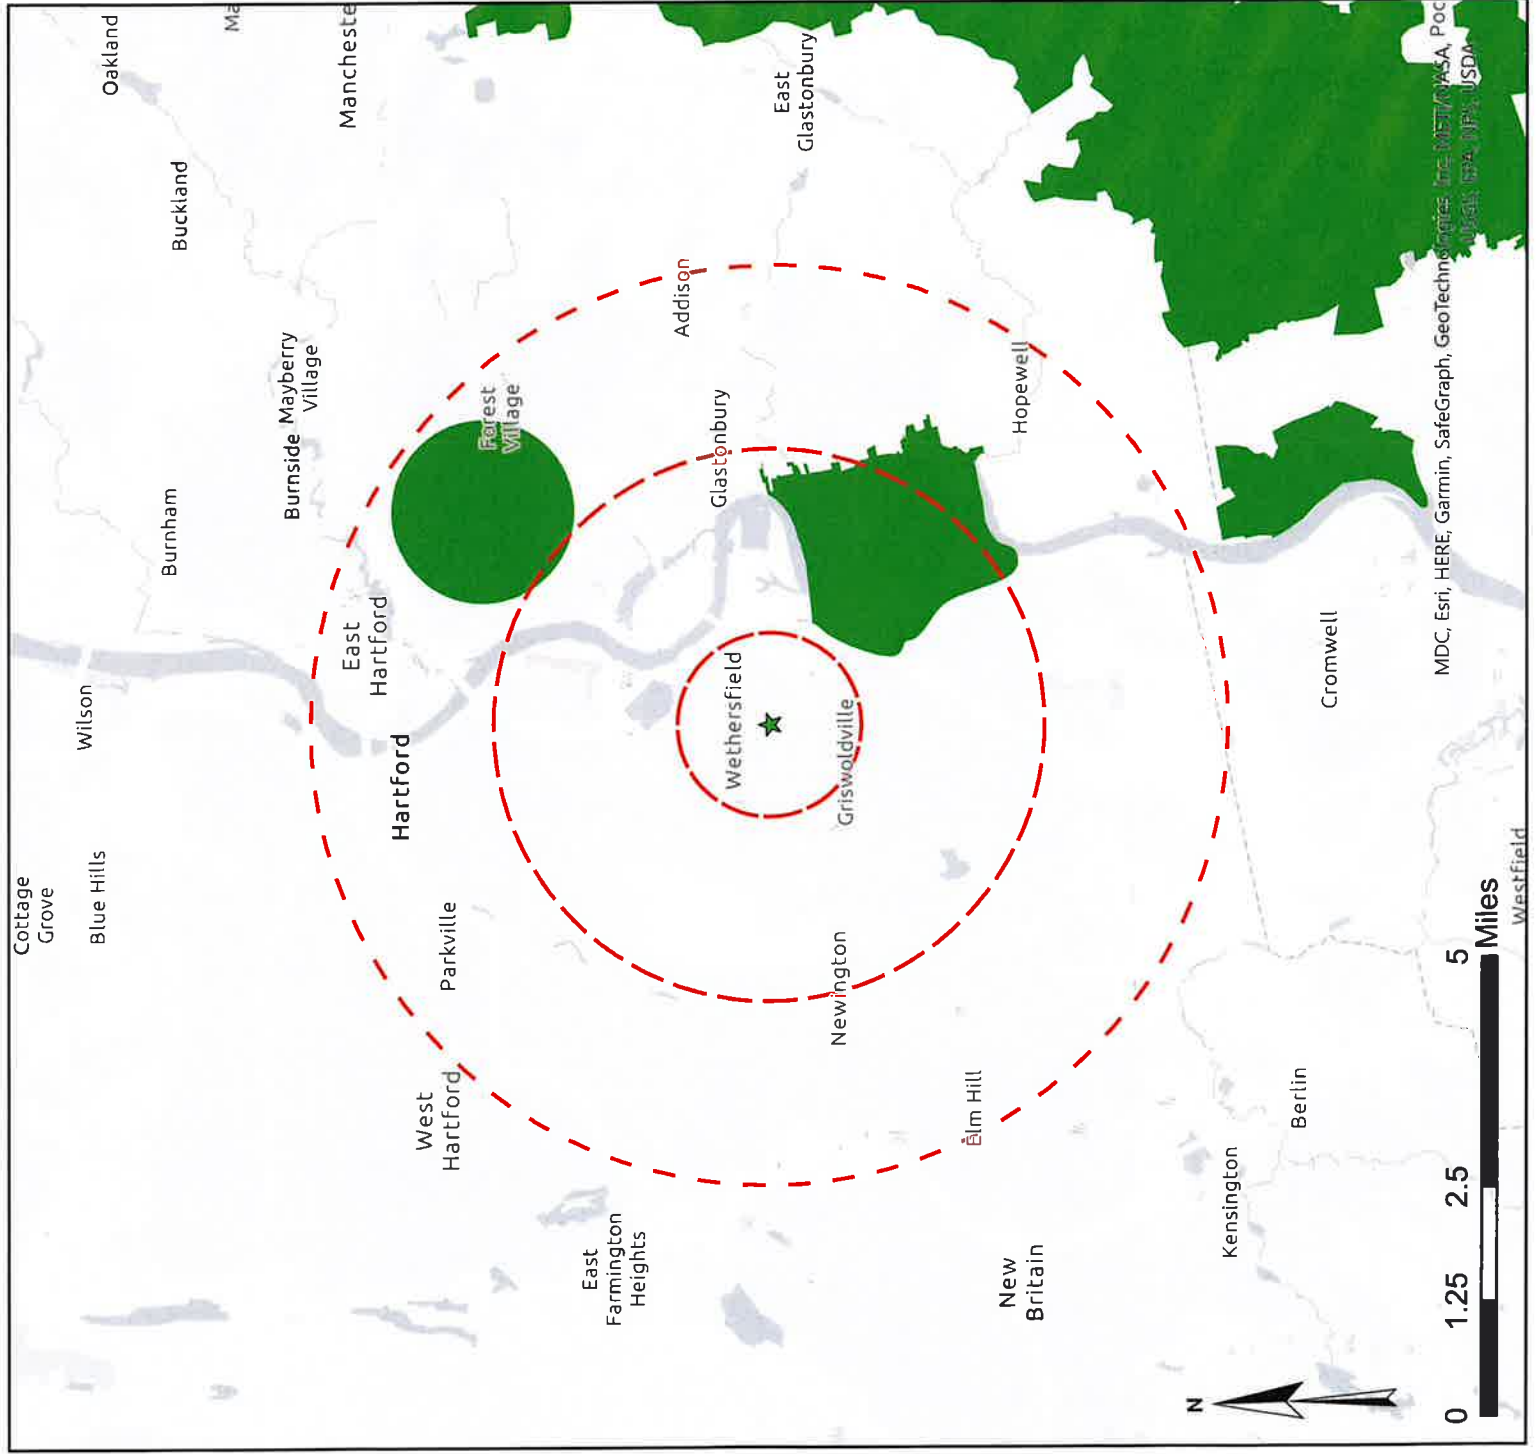 Cottage
Grove
Blue Hills
Wilson
Burnham
Buckland
Oakland
Ma
Manchester
Burnside
Mayberry
Village
East
Hartford
Hartford
Parkville
West
Hartford
Forest
Village
Addison
East
Glastonbury
Glastonbury
Wethersfield
Griswoldville
Newington
East
Farmington
Heights
Elm Hill
Hopewell
New
Britain
Kensington
Berlin
Cromwell
Westfield
N
0 1.25 2.5 5
Miles
MDC, Esri, HERE, Garmin, SafeGraph, GeoTechnologies, Inc, METI/NASA,
USGS, EPA, NPS, USDA